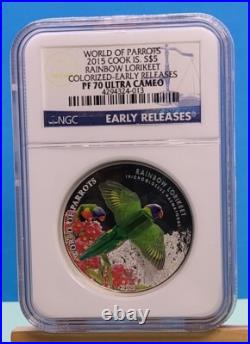 WORLD OF PARROTS
2015 COOK IS. S$5
RAINBOW LORIKEET
COLORIZED-EARLY RELEASES
PF 70 ULTRA CAMEO
4294324-013
NGC
EARLY RELEASES
WORLD OF PARROTS
RAINBOW LORIKEET